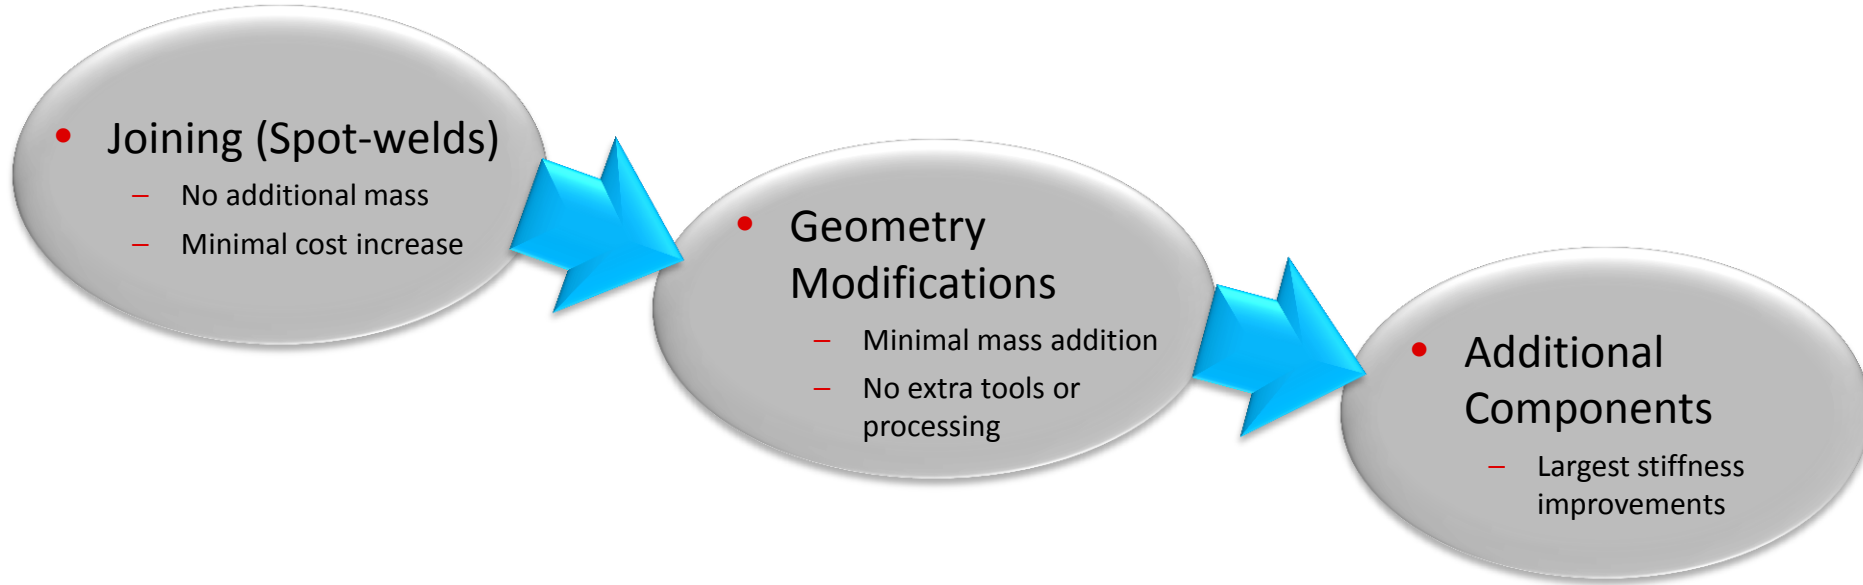 • Joining (Spot-welds)
– No additional mass
– Minimal cost increase
• Geometry
Modifications
– Minimal mass addition
– No extra tools or
processing
• Additional
Components
– Largest stiffness
improvements